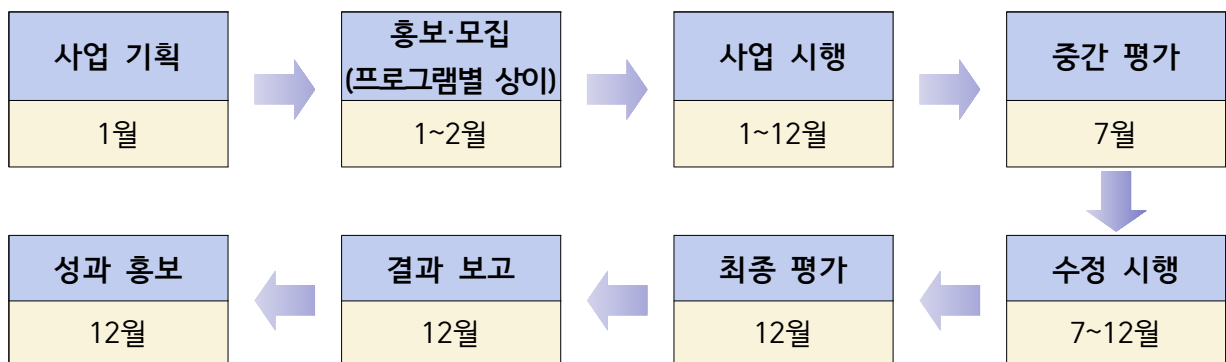 사업 기획
1월
홍보·모집
(프로그램별 상이)
1~2월
사업 시행
1~12월
중간 평가
7월
수정 시행
7~12월
최종 평가
12월
결과 보고
12월
성과 홍보
12월